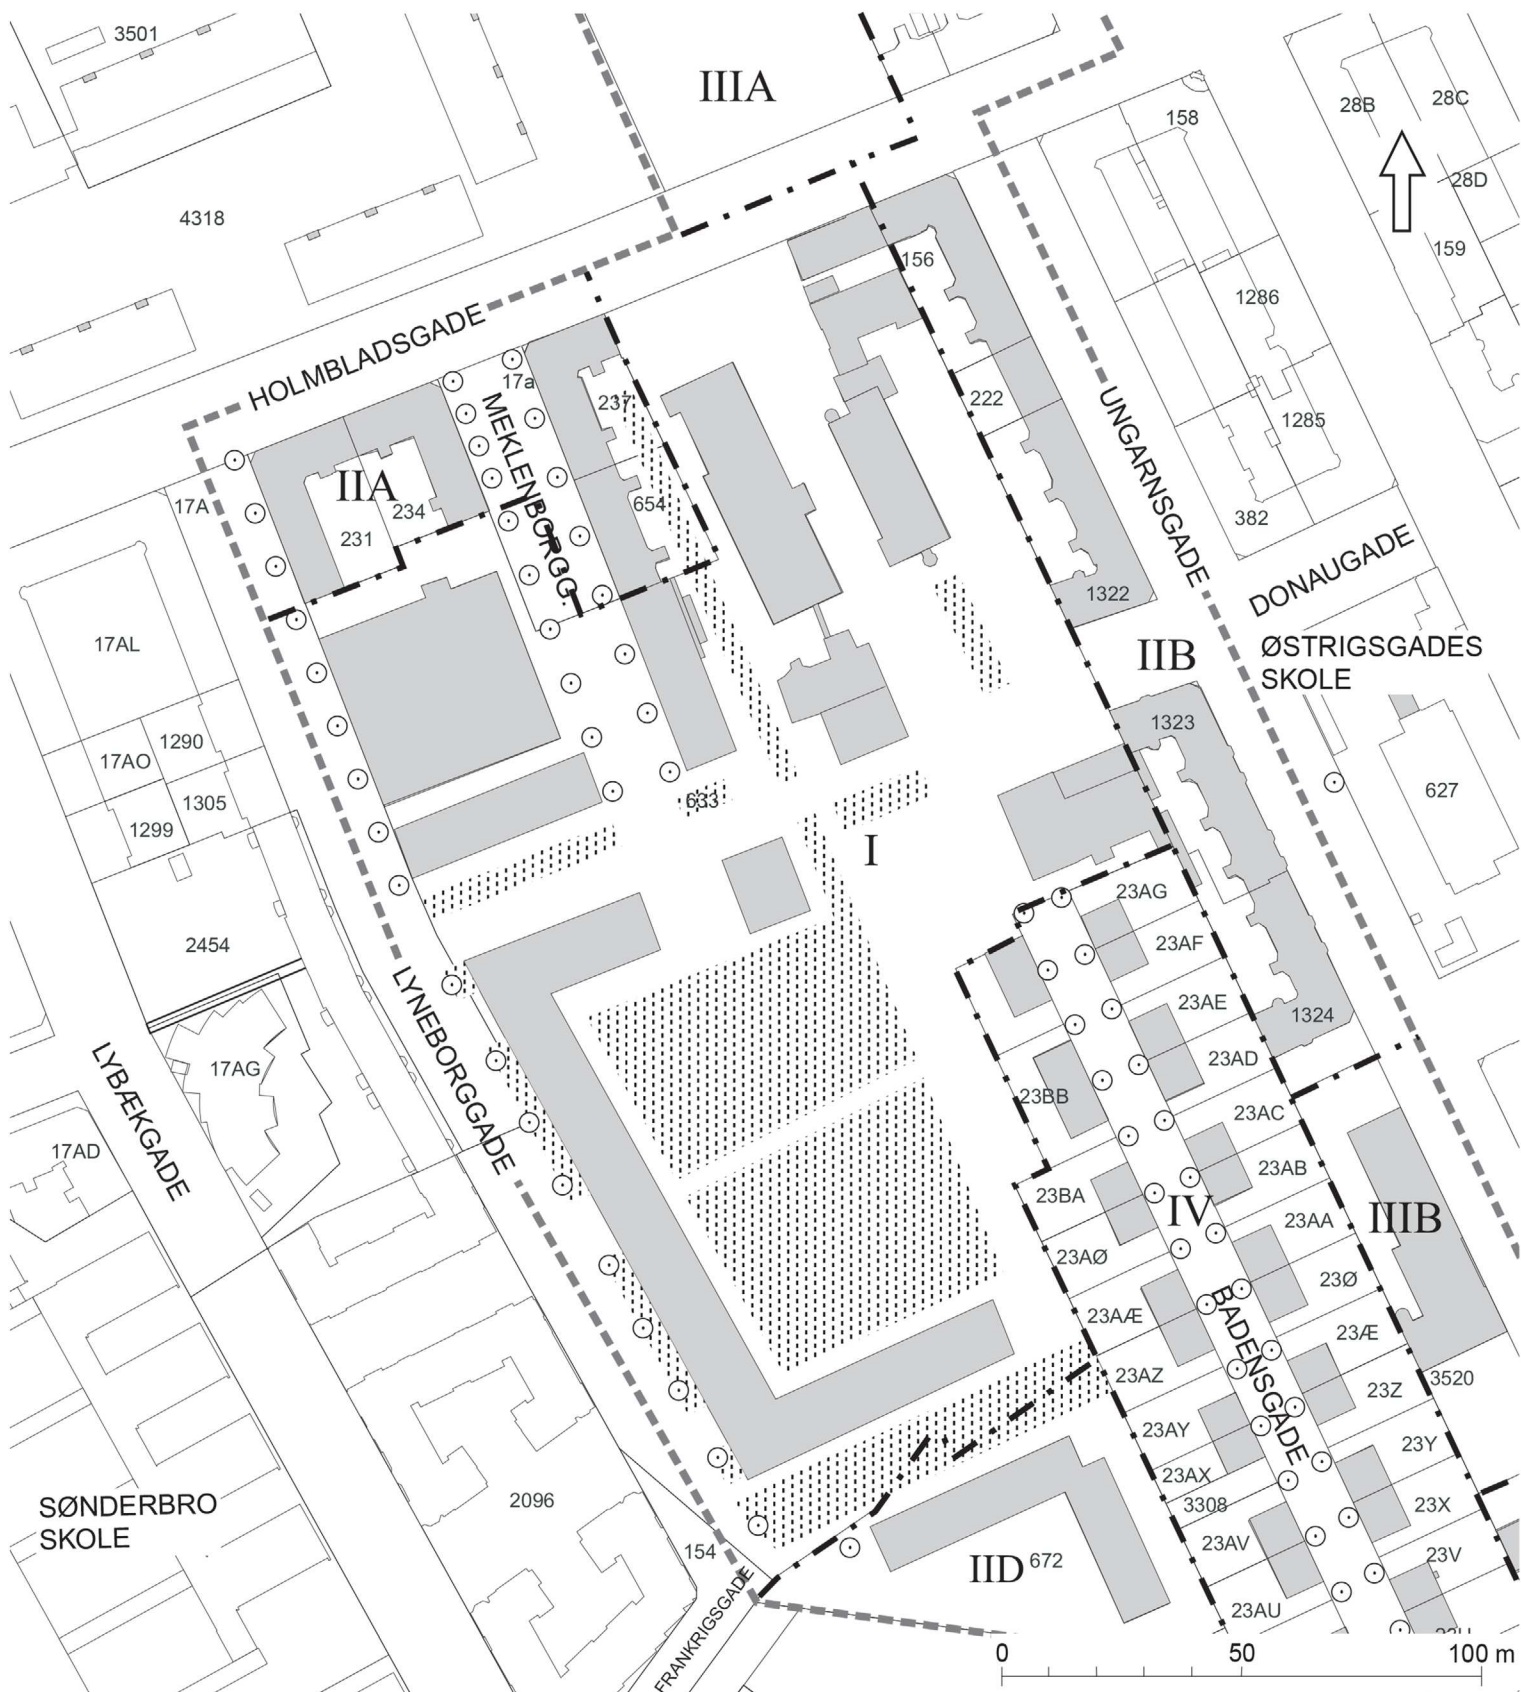 3501
IIIA
158
28B
28C
28D
159
4318
156
1286
HOLMBLADSGADE
17a
237
222
1285
MEKLENBORGG.
UNGARNSGADE
17A
IIA
234
231
654
382
DONAUGADE
1322
17AL
IIB
ØSTRIGSGADES
SKOLE
1323
1290
17AO
1305
1299
633
627
I
23AG
2454
23AF
23AE
1324
LYNEBORGGADE
LYBÆKGADE
17AG
23AD
23BB
23AC
17AD
23AB
23BA
IV
23AA
IIIB
23AØ
23Ø
BADENSGADE
23AÆ
23Æ
23AZ
23Z
3520
23AY
23Y
23AX
3308
23X
SØNDERBRO
SKOLE
2096
154
23AV
23V
IID
672
FRANKRIGSGADE
23AU
0
50
100 m